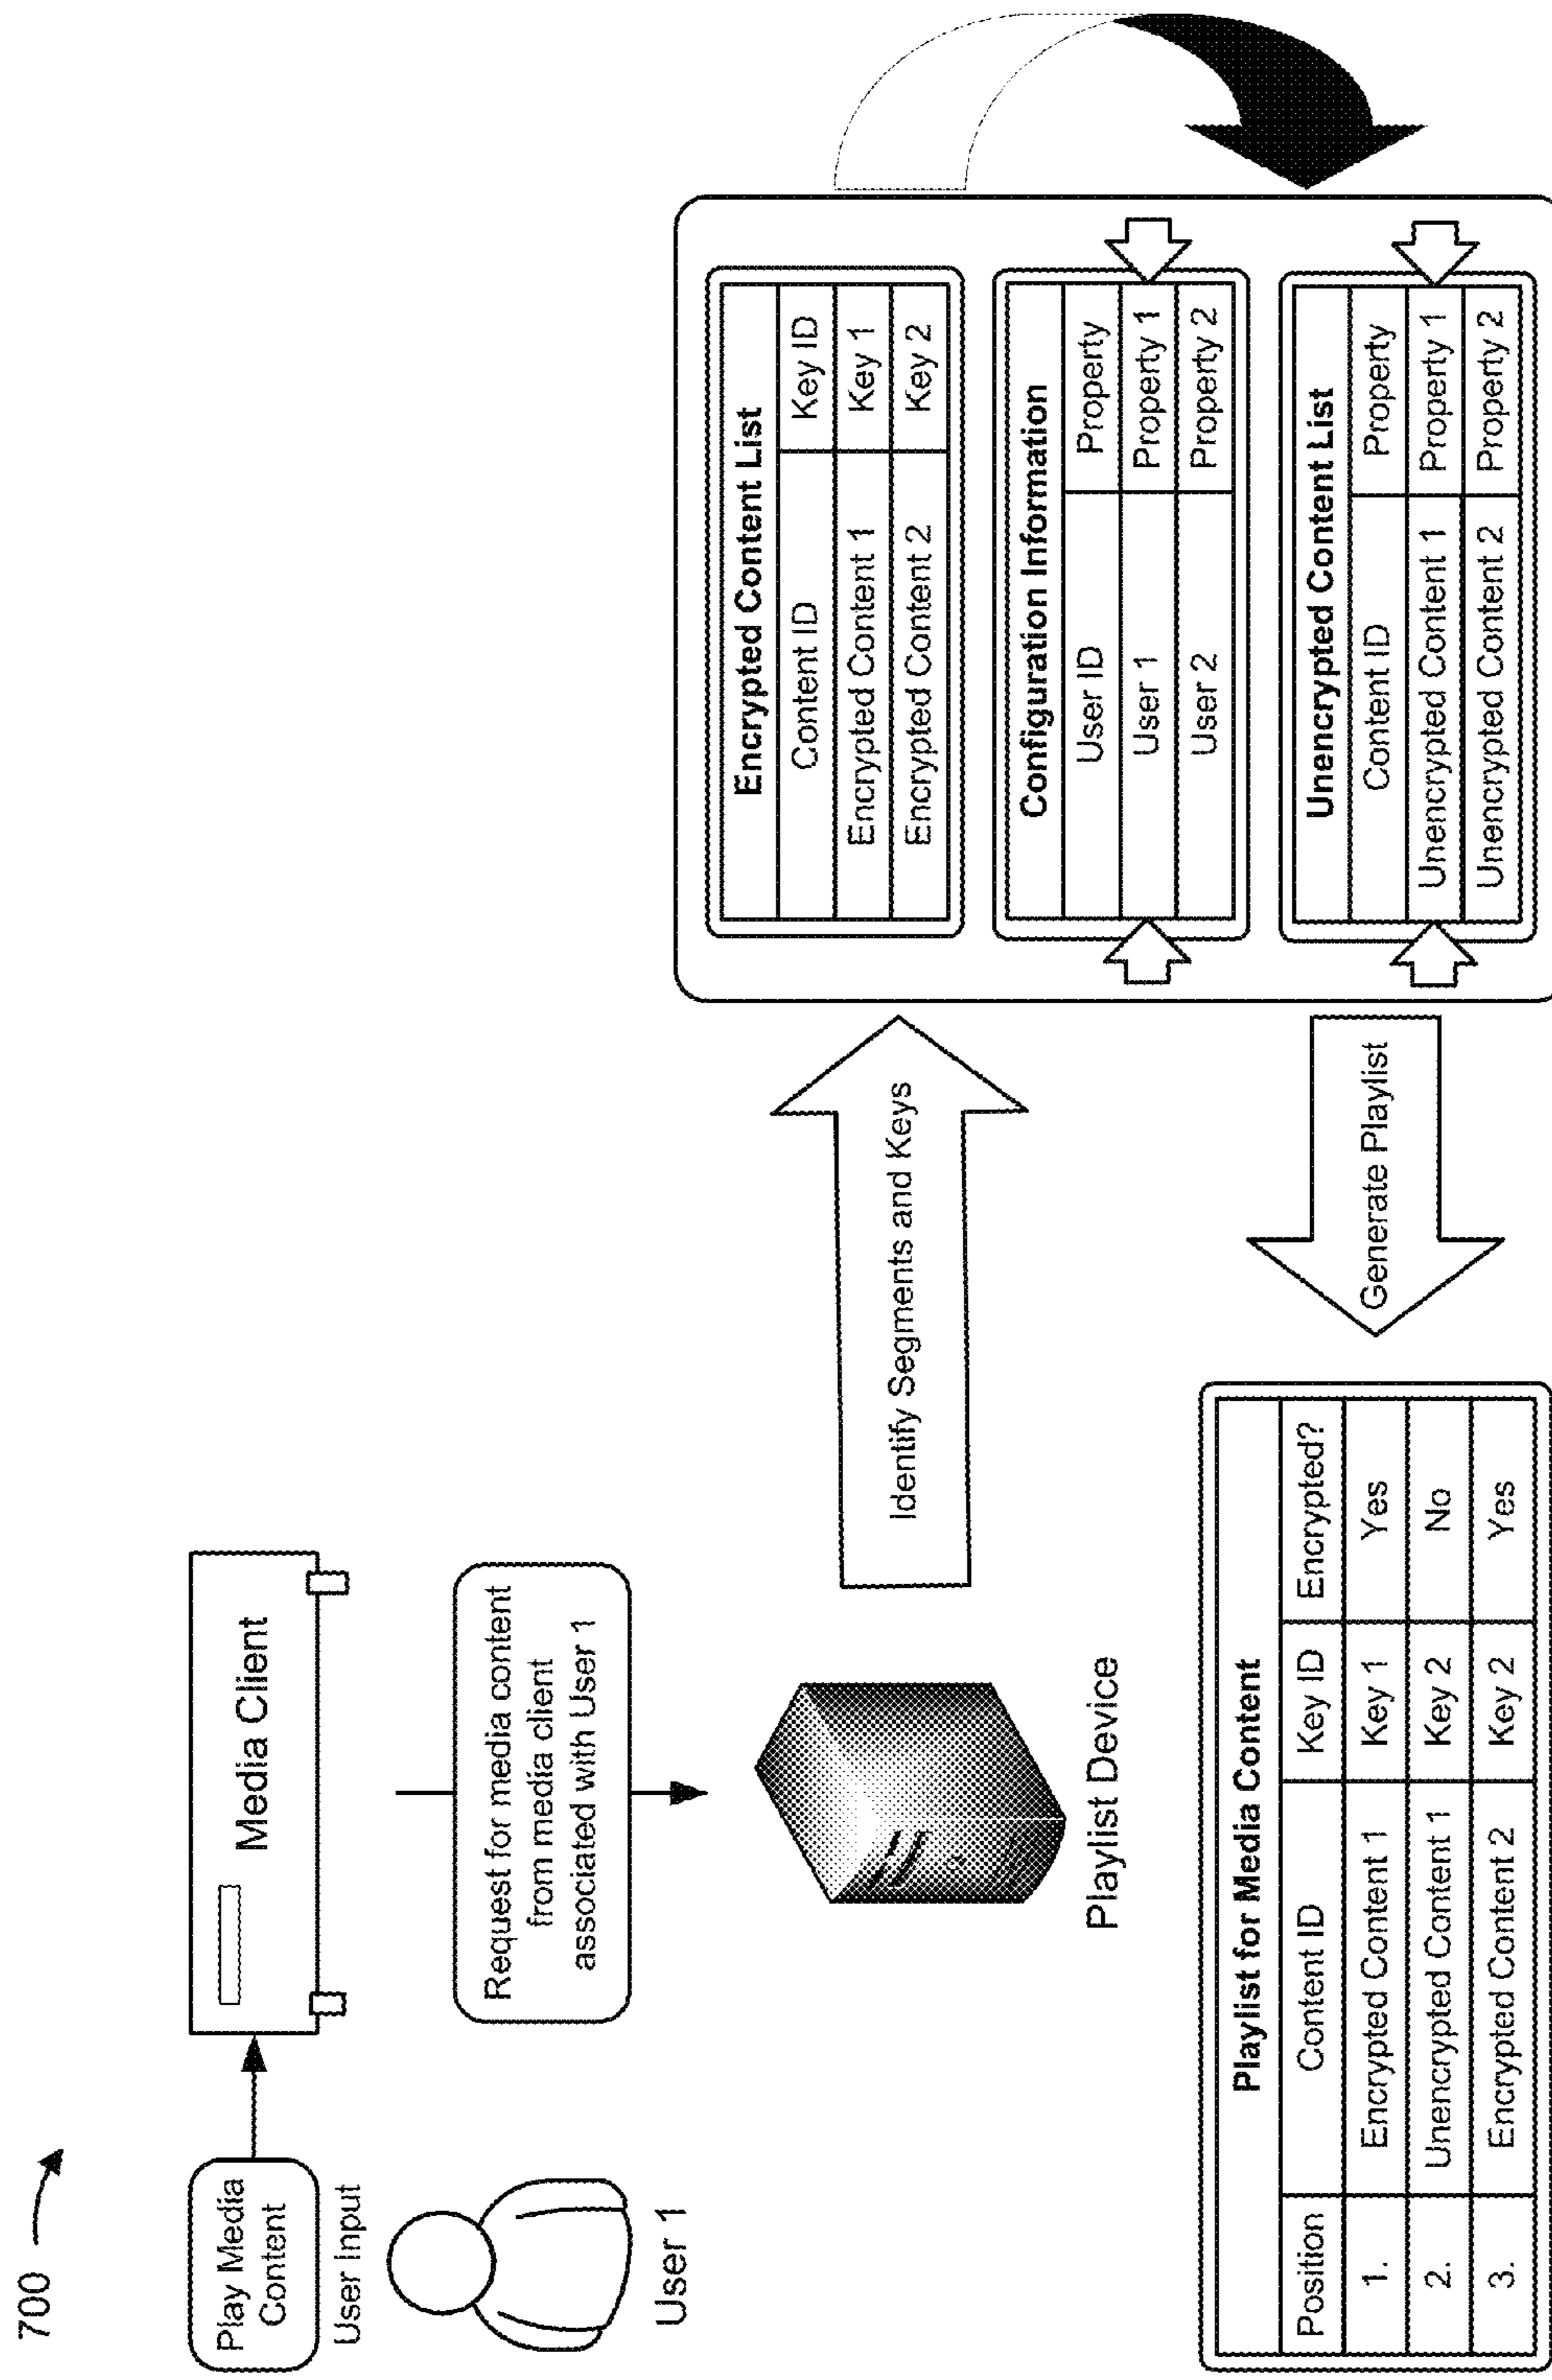 700
Play Media
Content
User Input
User 1
Media Client
Request for media content
from media client
associated with User 1
Playlist Device
Identify Segments and Keys
Encrypted Content List
Content ID Key ID
Encrypted Content 1 Key 1
Encrypted Content 2 Key 2
Configuration Information
User ID Property
User 1 Property 1
User 2 Property 2
Unencrypted Content List
Content ID Property
Unencrypted Content 1 Property 1
Unencrypted Content 2 Property 2
Generate Playlist
Playlist for Media Content
Position Content ID Key ID Encrypted?
1. Encrypted Content 1 Key 1 Yes
2. Unencrypted Content 1 Key 2 No
3. Encrypted Content 2 Key 2 Yes